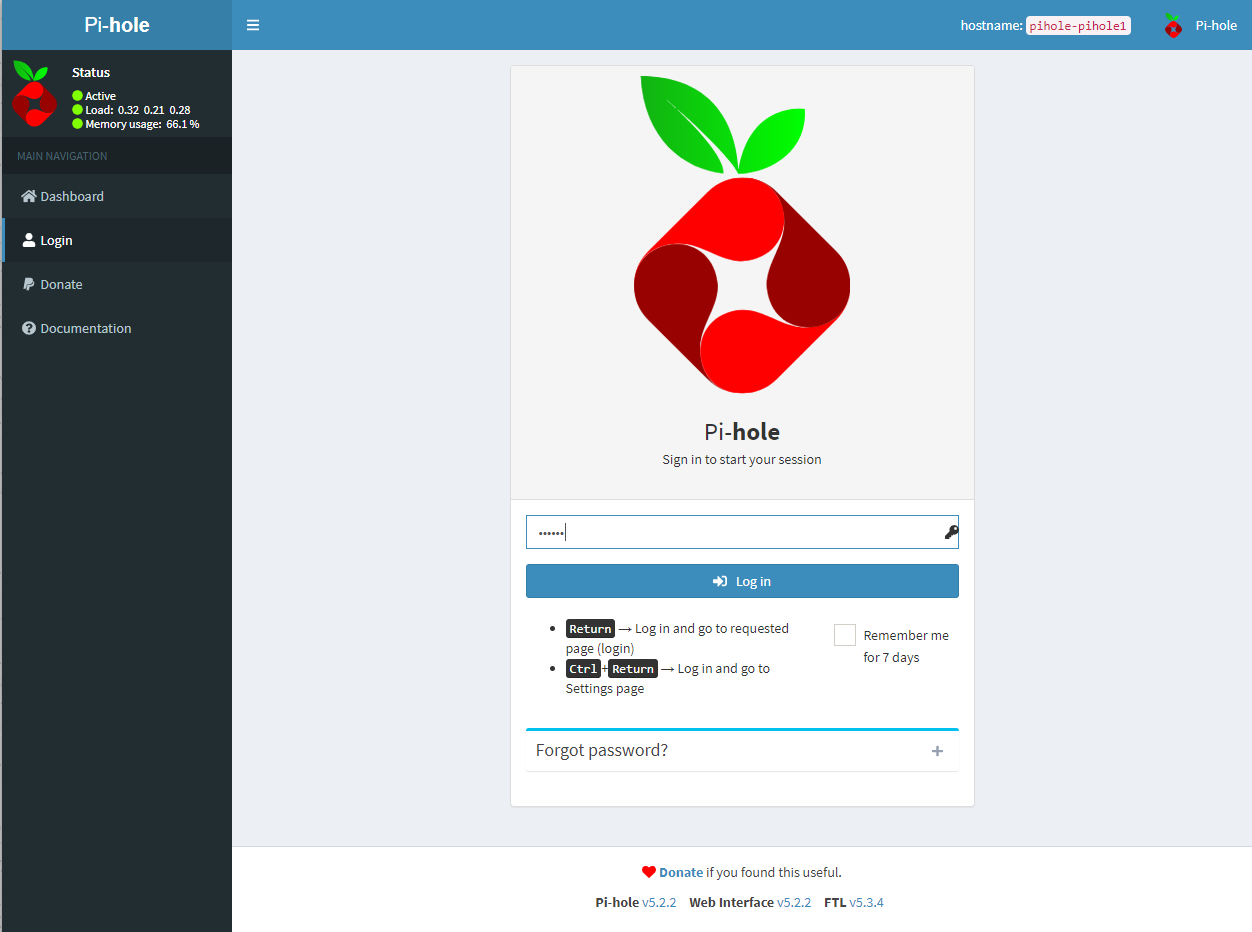 Pi-hole
hostname: pihole-pihole1
Pi-hole
Status
Active
Load: 0.32 0.21 0.28
Memory usage: 66.1 %
MAIN NAVIGATION
Dashboard
Login
Donate
Documentation
Pi-hole
Sign in to start your session
••••••
Log in
Return → Log in and go to requested
page (login)
Ctrl+Return → Log in and go to
Settings page
Remember me
for 7 days
Forgot password?
Donate if you found this useful.
Pi-hole v5.2.2 Web Interface v5.2.2 FTL v5.3.4